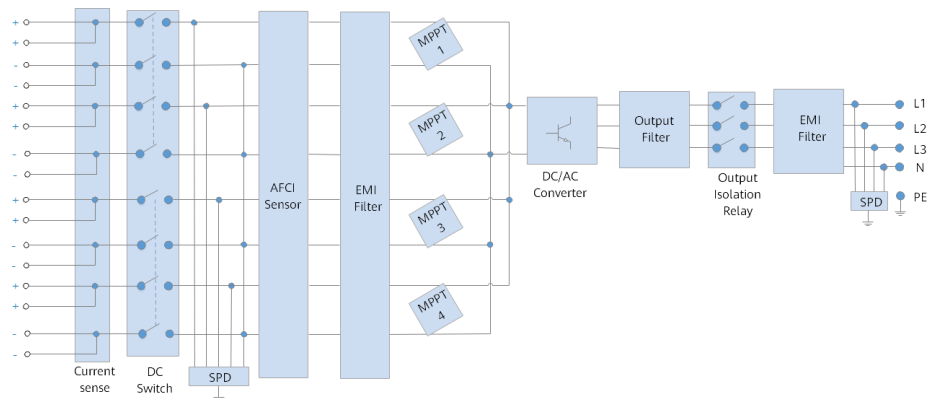 +
+
-
-
+
+
-
-
+
+
-
-
+
+
-
-
Current
sense
DC
Switch
SPD
AFCI
Sensor
EMI
Filter
MPPT
1
MPPT
2
MPPT
3
MPPT
4
DC/AC
Converter
Output
Filter
Output
Isolation
Relay
EMI
Filter
L1
L2
L3
N
PE
SPD